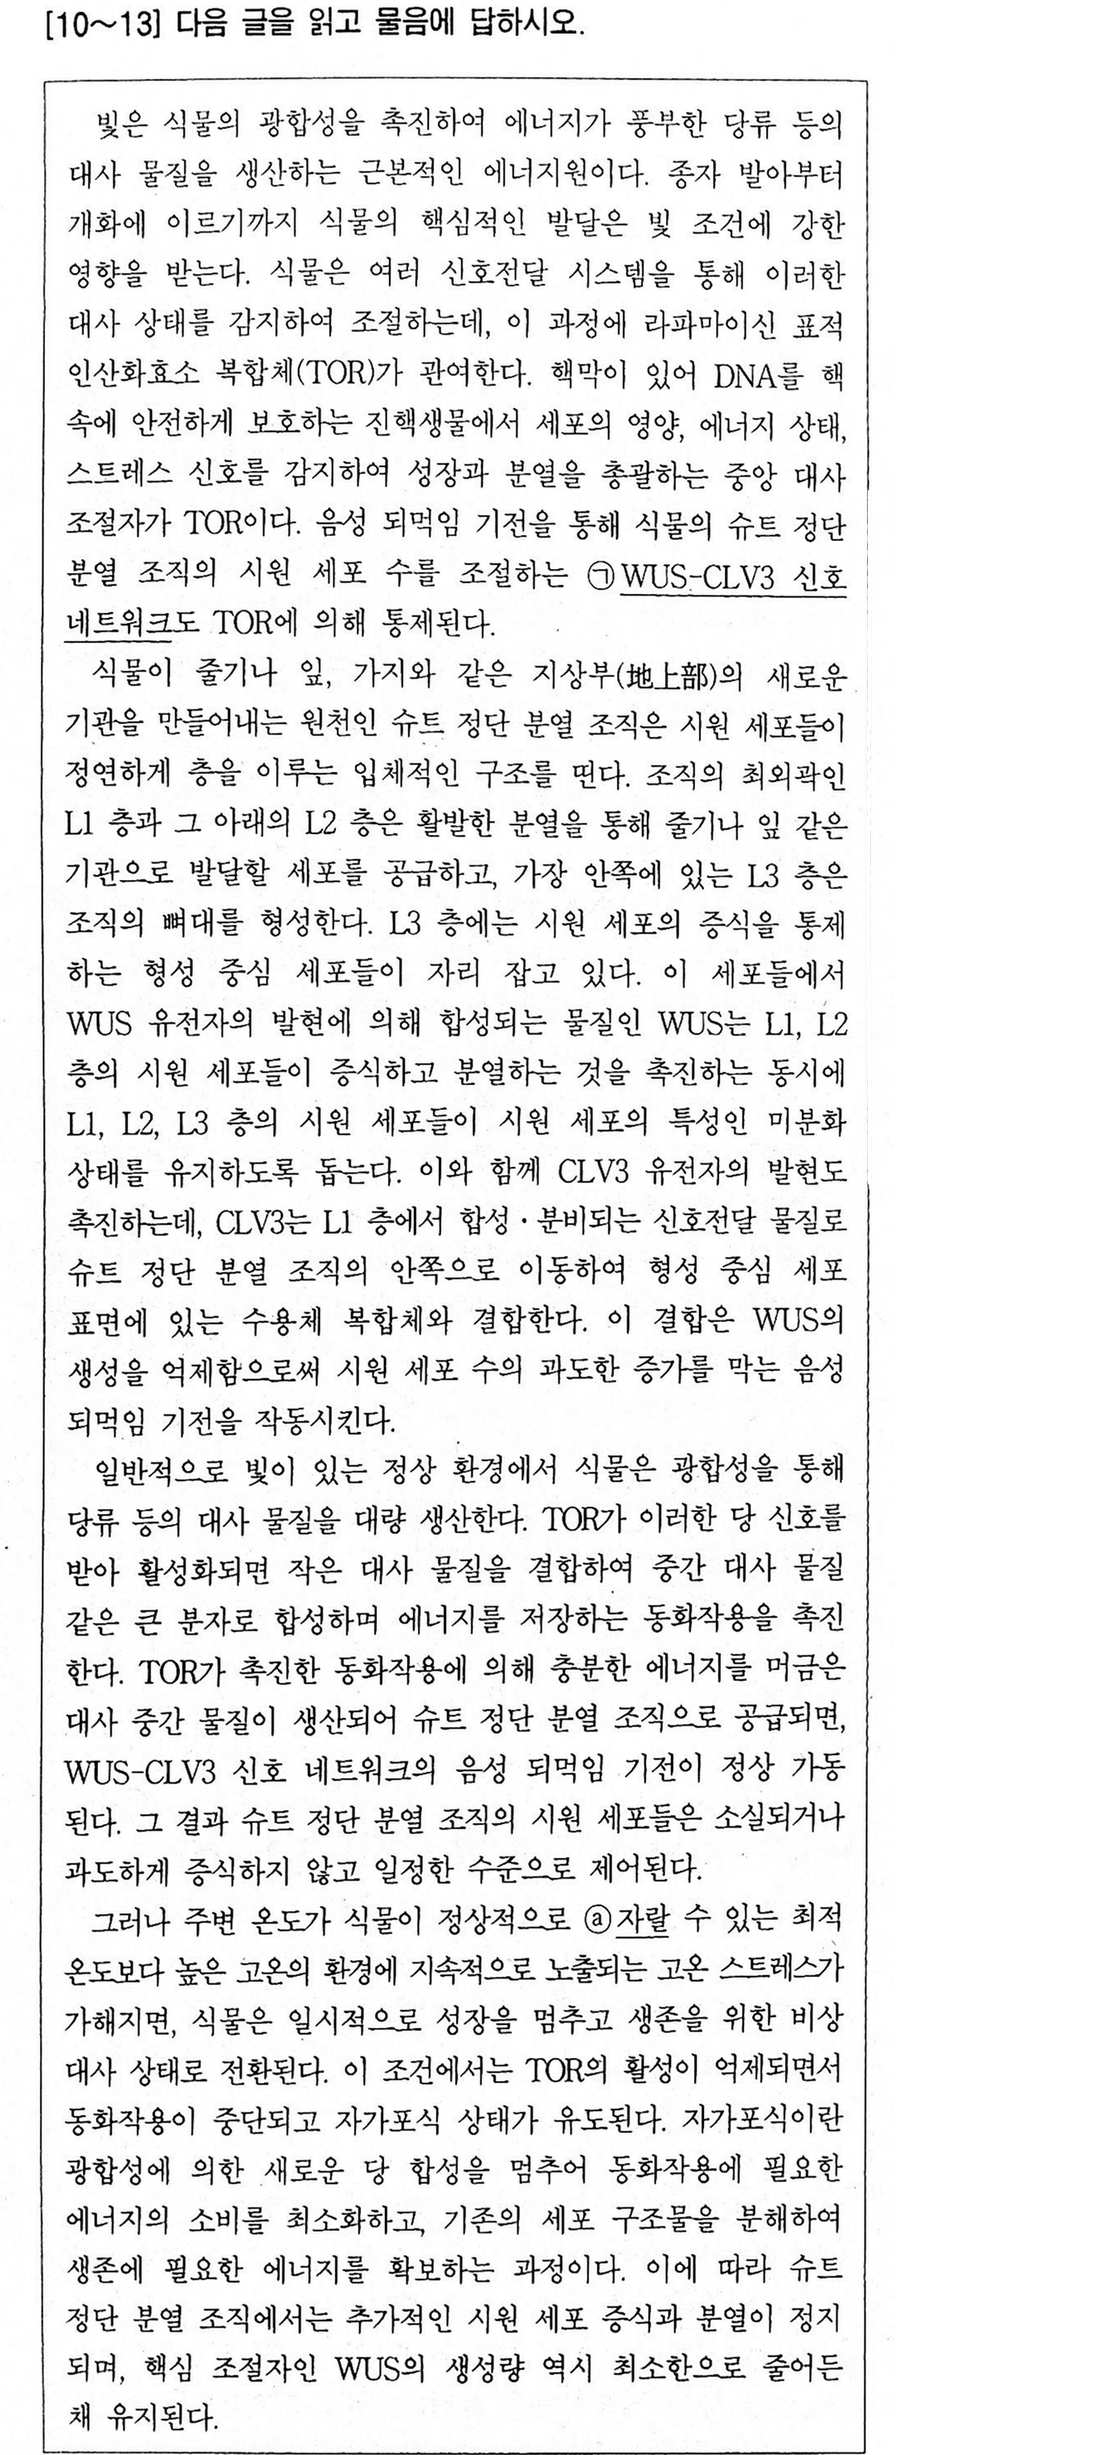 [10～13] 다음 글을 읽고 물음에 답하시오.
빛은 식물의 광합성을 촉진하여 에너지가 풍부한 당류 등의
대사 물질을 생산하는 근본적인 에너지원이다. 종자 발아부터
개화에 이르기까지 식물의 핵심적인 발달은 빛 조건에 강한
영향을 받는다. 식물은 여러 신호전달 시스템을 통해 이러한
대사 상태를 감지하여 조절하는데, 이 과정에 라파마이신 표적
인산화효소 복합체(TOR)가 관여한다. 핵막이 있어 DNA를 핵
속에 안전하게 보호하는 진핵생물에서 세포의 영양, 에너지 상태,
스트레스 신호를 감지하여 성장과 분열을 총괄하는 중앙 대사
조절자가 TOR이다. 음성 되먹임 기전을 통해 식물의 슈트 정단
분열 조직의 시원 세포 수를 조절하는 ㉠WUS-CLV3 신호
네트워크도 TOR에 의해 통제된다.
식물이 줄기나 잎, 가지와 같은 지상부(地上部)의 새로운
기관을 만들어내는 원천인 슈트 정단 분열 조직은 시원 세포들이
정연하게 층을 이루는 입체적인 구조를 띤다. 조직의 최외곽인
L1 층과 그 아래의 L2 층은 활발한 분열을 통해 줄기나 잎 같은
기관으로 발달할 세포를 공급하고, 가장 안쪽에 있는 L3 층은
조직의 뼈대를 형성한다. L3 층에는 시원 세포의 증식을 통제
하는 형성 중심 세포들이 자리 잡고 있다. 이 세포들에서
WUS 유전자의 발현에 의해 합성되는 물질인 WUS는 L1, L2
층의 시원 세포들이 증식하고 분열하는 것을 촉진하는 동시에
L1, L2, L3 층의 시원 세포들이 시원 세포의 특성인 미분화
상태를 유지하도록 돕는다. 이와 함께 CLV3 유전자의 발현도
촉진하는데, CLV3는 L1 층에서 합성·분비되는 신호전달 물질로
슈트 정단 분열 조직의 안쪽으로 이동하여 형성 중심 세포
표면에 있는 수용체 복합체와 결합한다. 이 결합은 WUS의
생성을 억제함으로써 시원 세포 수의 과도한 증가를 막는 음성
되먹임 기전을 작동시킨다.
일반적으로 빛이 있는 정상 환경에서 식물은 광합성을 통해
당류 등의 대사 물질을 대량 생산한다. TOR가 이러한 당 신호를
받아 활성화되면 작은 대사 물질을 결합하여 중간 대사 물질
같은 큰 분자로 합성하며 에너지를 저장하는 동화작용을 촉진
한다. TOR가 촉진한 동화작용에 의해 충분한 에너지를 머금은
대사 중간 물질이 생산되어 슈트 정단 분열 조직으로 공급되면,
WUS-CLV3 신호 네트워크의 음성 되먹임 기전이 정상 가동
된다. 그 결과 슈트 정단 분열 조직의 시원 세포들은 소실되거나
과도하게 증식하지 않고 일정한 수준으로 제어된다.
그러나 주변 온도가 식물이 정상적으로 ⓐ자랄 수 있는 최적
온도보다 높은 고온의 환경에 지속적으로 노출되는 고온 스트레스가
가해지면, 식물은 일시적으로 성장을 멈추고 생존을 위한 비상
대사 상태로 전환된다. 이 조건에서는 TOR의 활성이 억제되면서
동화작용이 중단되고 자가포식 상태가 유도된다. 자가포식이란
광합성에 의한 새로운 당 합성을 멈추어 동화작용에 필요한
에너지의 소비를 최소화하고, 기존의 세포 구조물을 분해하여
생존에 필요한 에너지를 확보하는 과정이다. 이에 따라 슈트
정단 분열 조직에서는 추가적인 시원 세포 증식과 분열이 정지
되며, 핵심 조절자인 WUS의 생성량 역시 최소한으로 줄어든
채 유지된다.